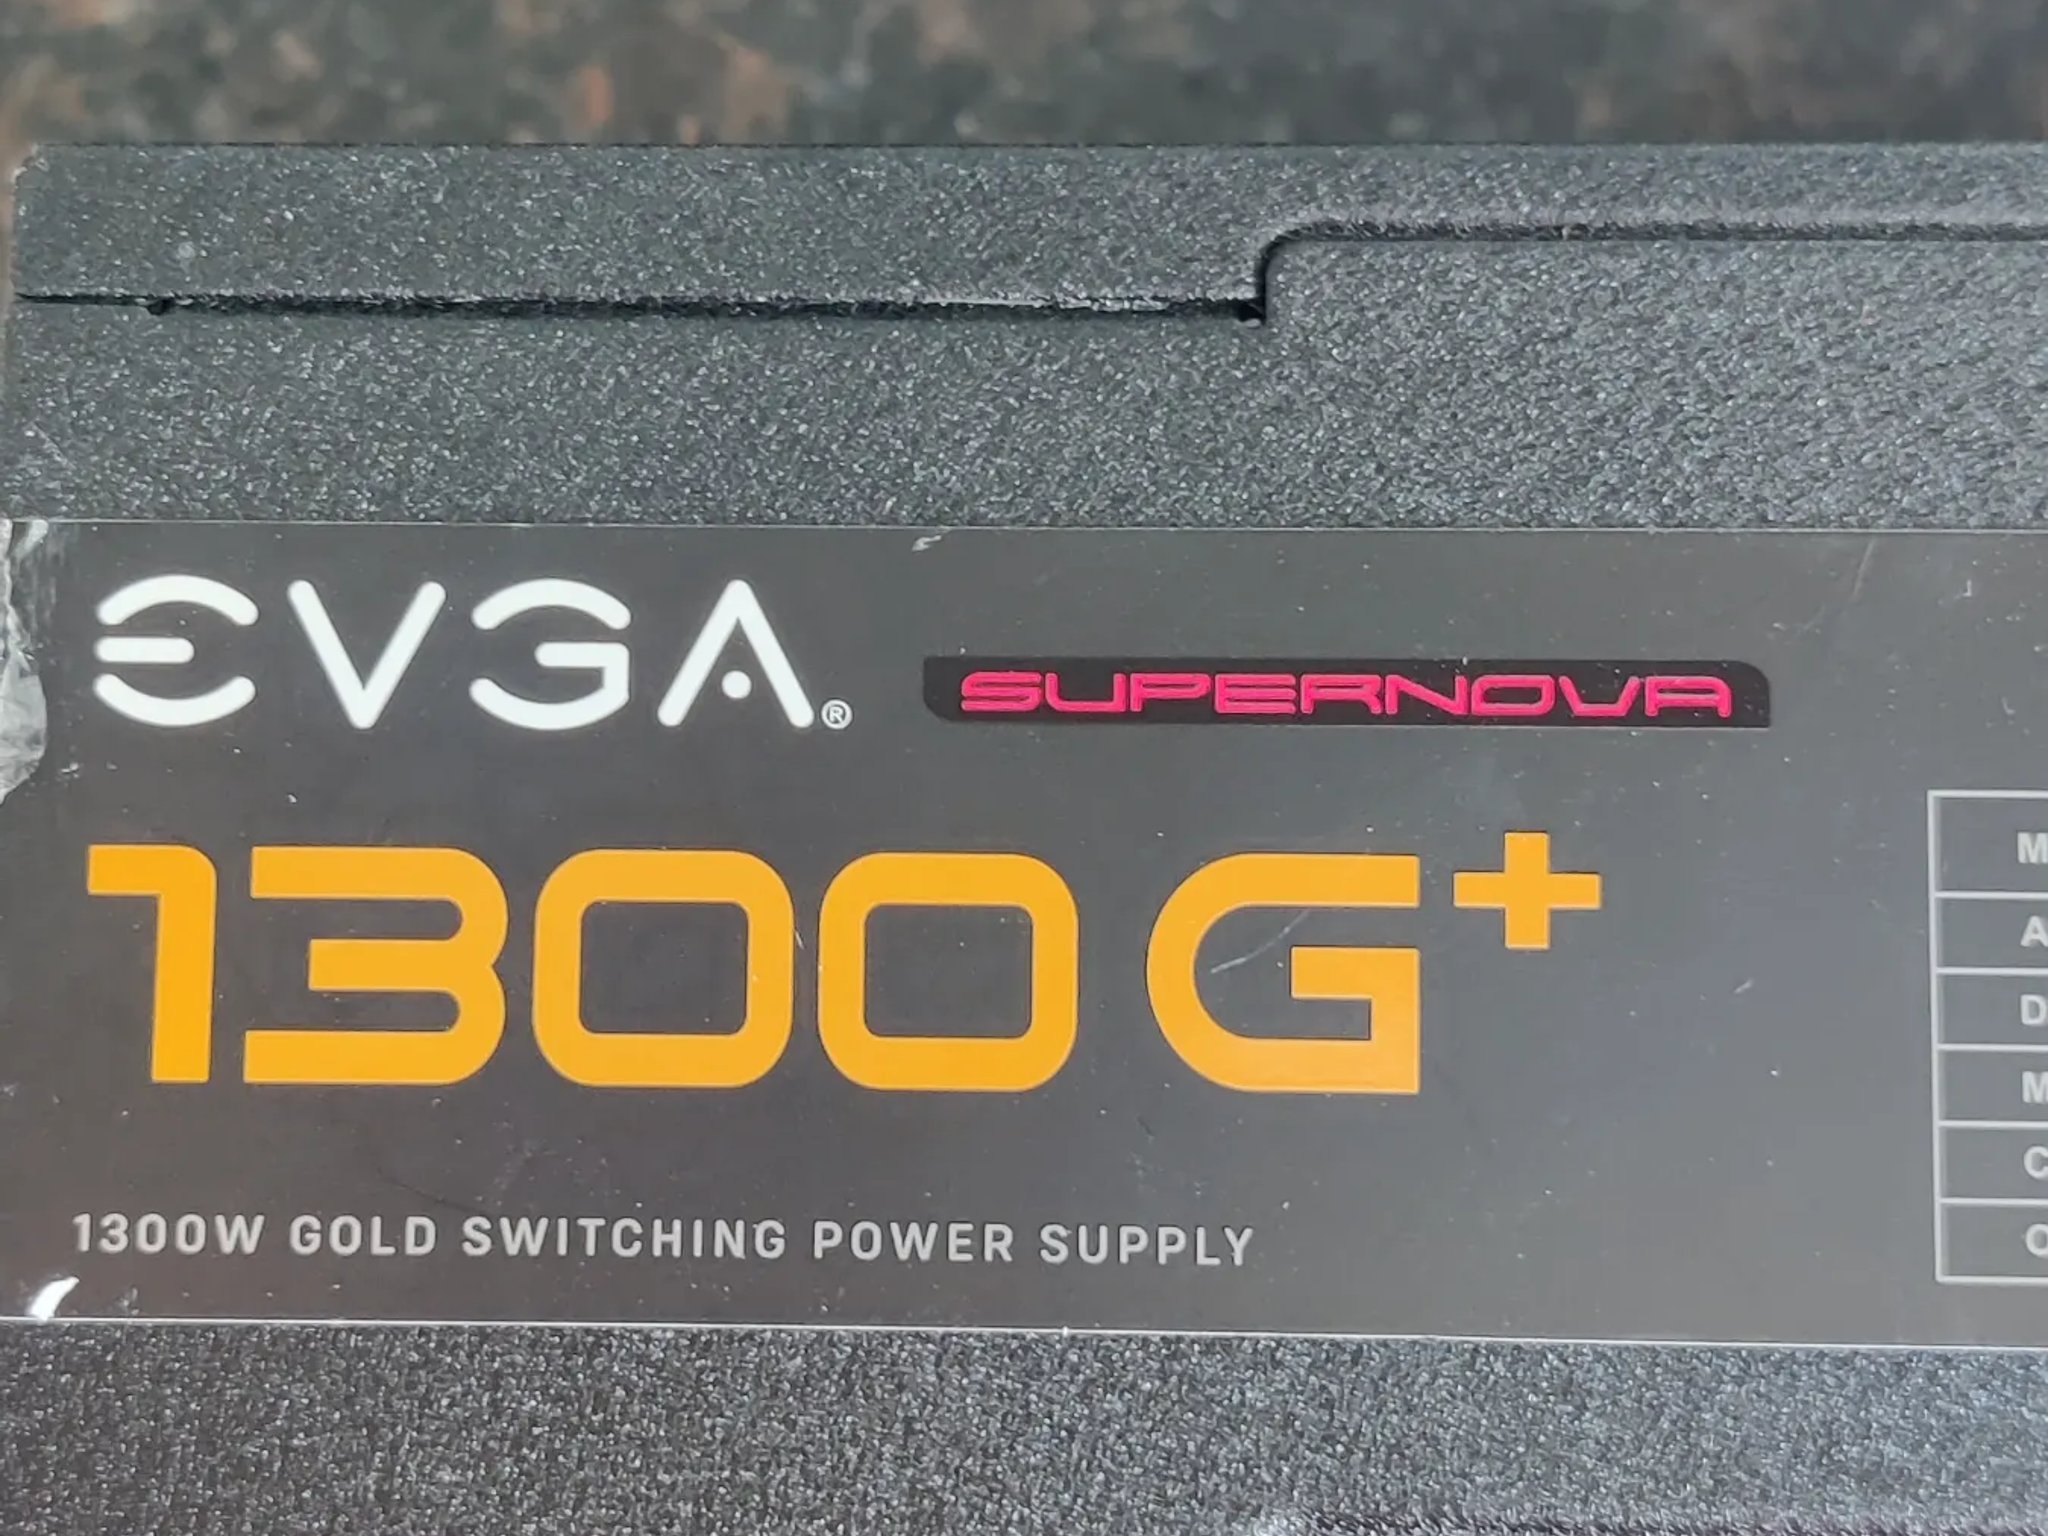 EVGA®
SUPERNOVA
1300 G+
1300W GOLD SWITCHING POWER SUPPLY
M
A
D
M
C